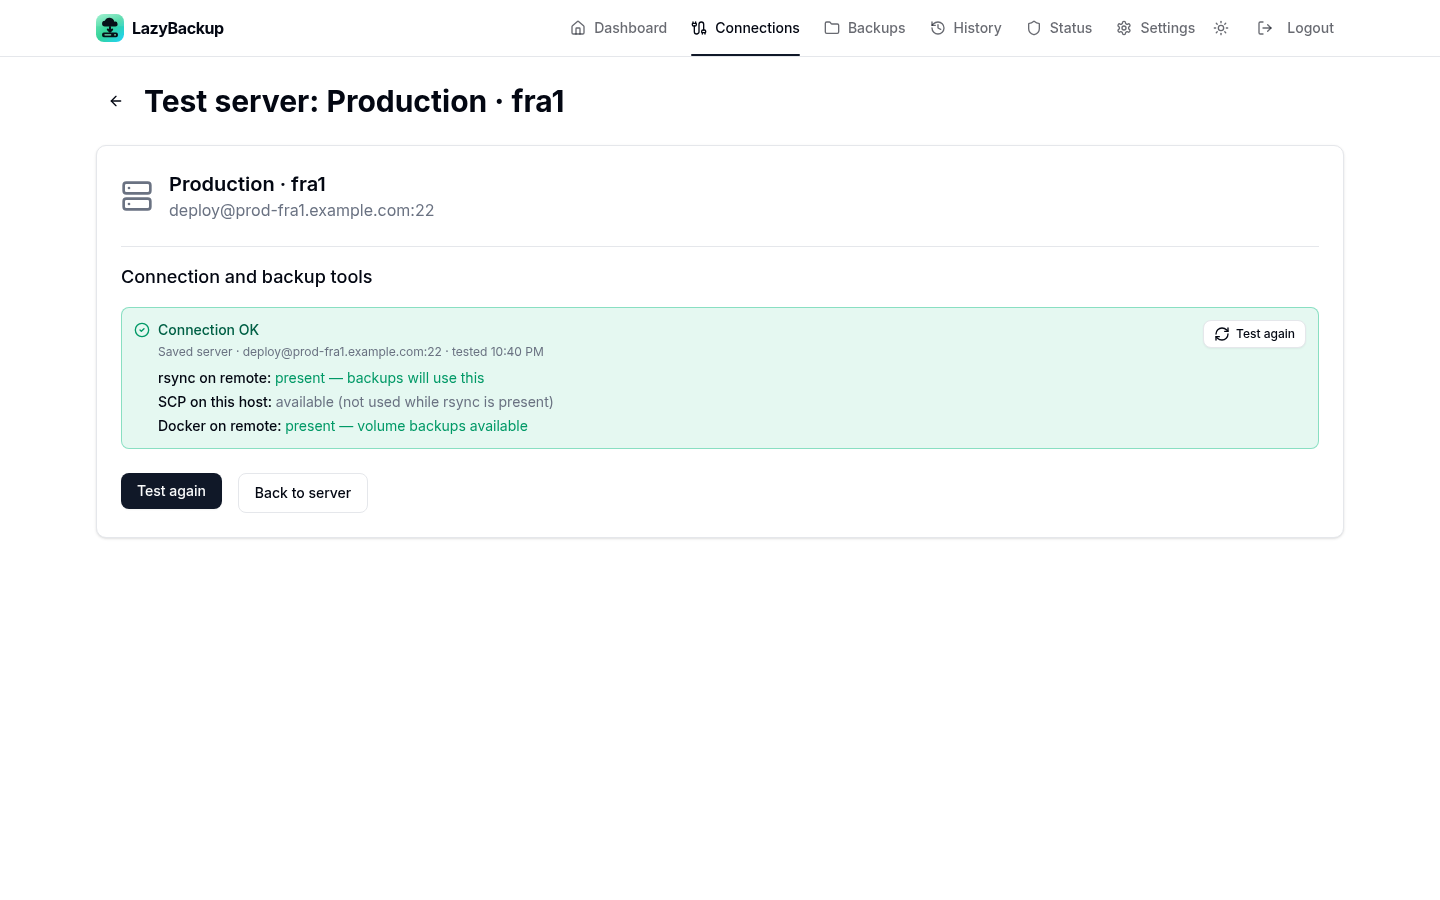 LazyBackup
Dashboard
Connections
Backups
History
Status
Settings
Logout
Test server: Production · fra1
Production · fra1
deploy@prod-fra1.example.com:22
Connection and backup tools
Connection OK
Test again
Saved server · deploy@prod-fra1.example.com:22 · tested 10:40 PM
rsync on remote: present — backups will use this
SCP on this host: available (not used while rsync is present)
Docker on remote: present — volume backups available
Test again
Back to server